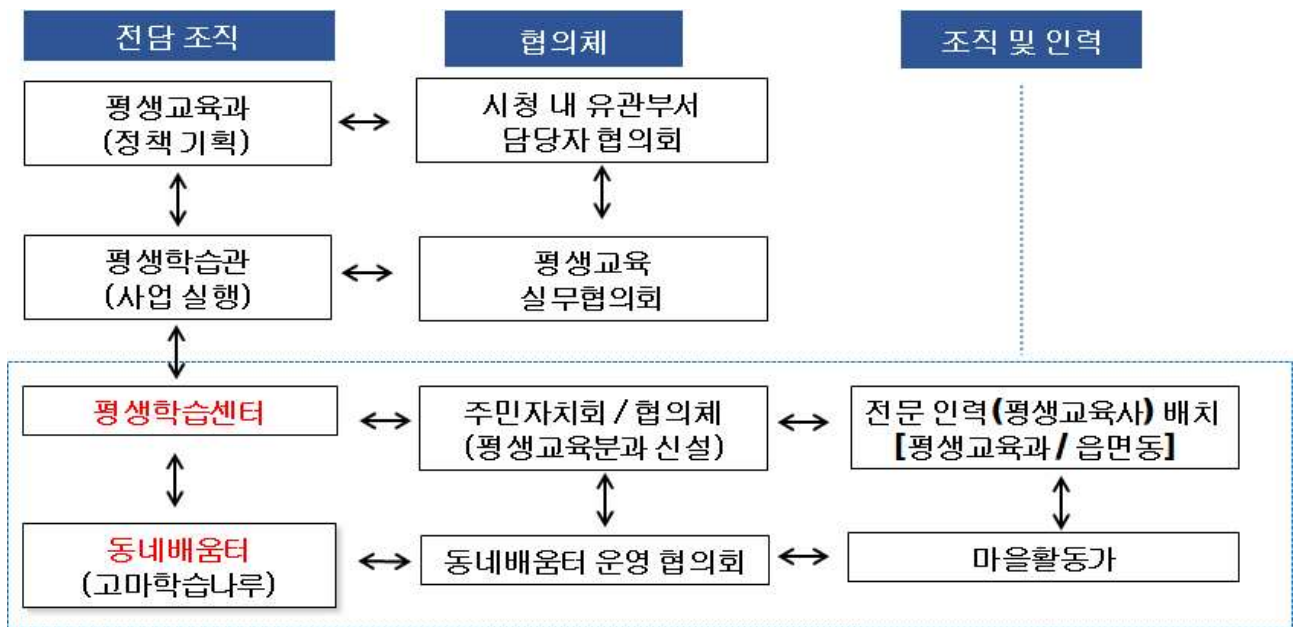 전담 조직
협의체
조직 및 인력
평생교육과
(정책 기획)
시청 내 유관부서
담당자 협의회
평생학습관
(사업 실행)
평생교육
실무협의회
평생학습센터
주민자치회 / 협의체
(평생교육분과 신설)
전문 인력(평생교육사) 배치
[평생교육과 / 읍면동]
동네배움터
(고마학습나루)
동네배움터 운영 협의회
마을활동가